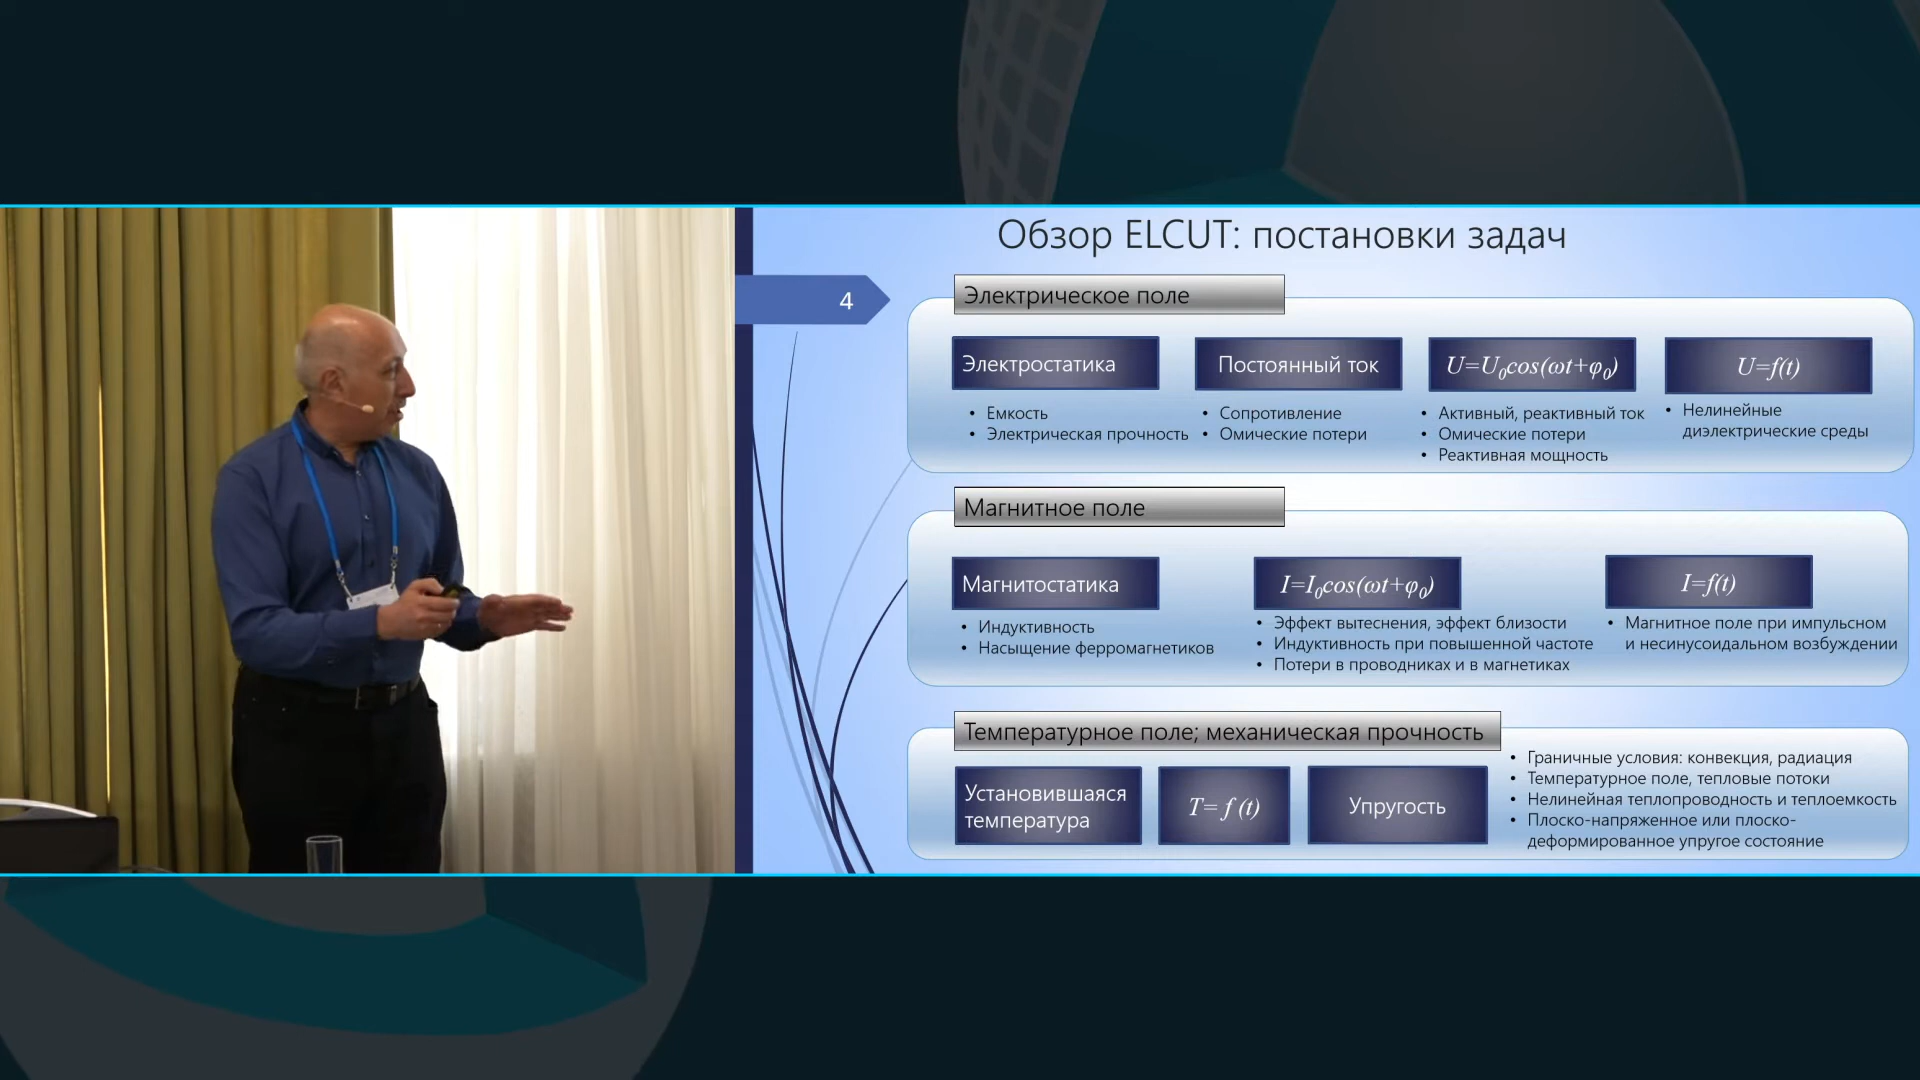 Обзор ELCUT: постановки задач
4
Электрическое поле
Электростатика
• Емкость
• Электрическая прочность
Постоянный ток
• Сопротивление
• Омические потери
U=U₀cos(ωt+φ₀)
• Активный, реактивный ток
• Омические потери
• Реактивная мощность
U=f(t)
• Нелинейные
диэлектрические среды
Магнитное поле
Магнитостатика
• Индуктивность
• Насыщение ферромагнетиков
I=I₀cos(ωt+φ₀)
• Эффект вытеснения, эффект близости
• Индуктивность при повышенной частоте
• Потери в проводниках и в магнетиках
I=f(t)
• Магнитное поле при импульсном
и несинусоидальном возбуждении
Температурное поле; механическая прочность
Установившаяся
температура
T= f (t)
Упругость
• Граничные условия: конвекция, радиация
• Температурное поле, тепловые потоки
• Нелинейная теплопроводность и теплоемкость
• Плоско-напряженное или плоско-
деформированное упругое состояние